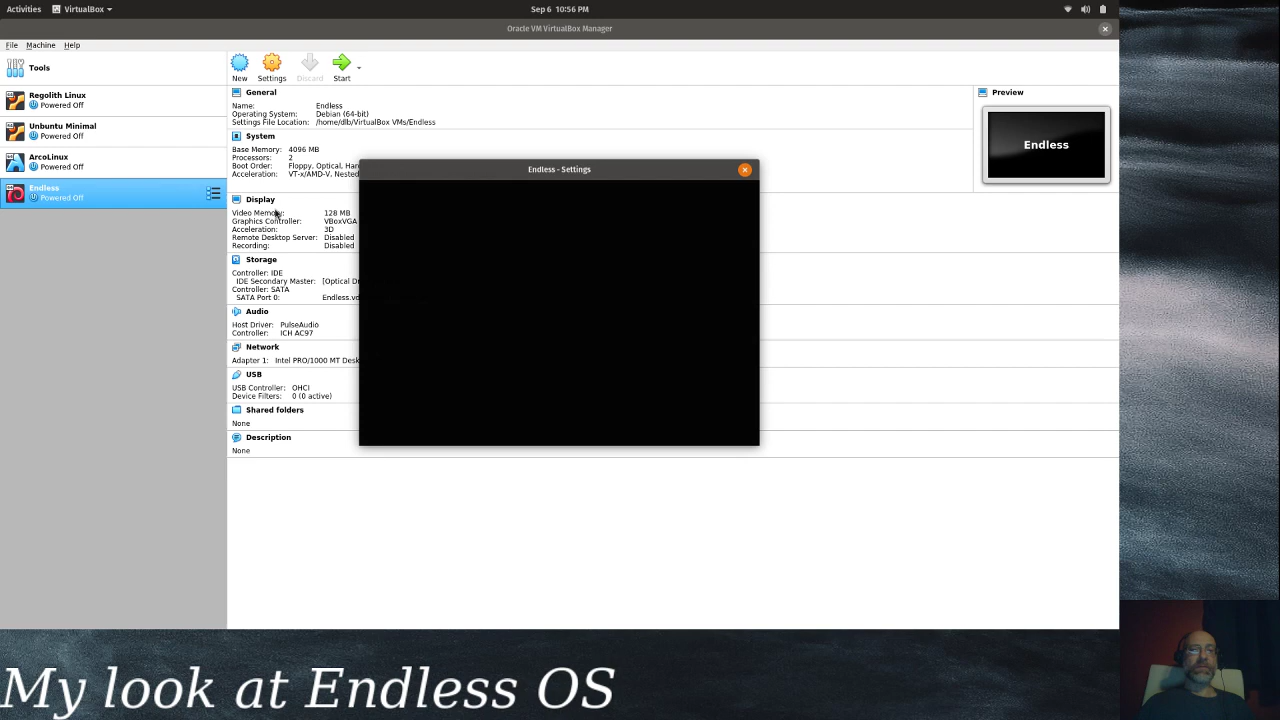 Activities VirtualBox Sep 6 10:56 PM
Oracle VM VirtualBox Manager
File Machine Help
Tools
New Settings Discard Start
Regolith Linux
Powered Off
Unbuntu Minimal
Powered Off
ArcoLinux
Powered Off
Endless
Powered Off
General
Name: Endless
Operating System: Debian (64-bit)
Settings File Location: /home/dlb/VirtualBox VMs/Endless
System
Base Memory: 4096 MB
Processors: 2
Boot Order: Floppy, Optical, Har
Acceleration: VT-x/AMD-V, Nested
Display
Video Memory: 128 MB
Graphics Controller: VBoxVGA
Acceleration: 3D
Remote Desktop Server: Disabled
Recording: Disabled
Storage
Controller: IDE
IDE Secondary Master: [Optical Dr
Controller: SATA
SATA Port 0: Endless.vd
Audio
Host Driver: PulseAudio
Controller: ICH AC97
Network
Adapter 1: Intel PRO/1000 MT Desk
USB
USB Controller: OHCI
Device Filters: 0 (0 active)
Shared folders
None
Description
None
Preview
Endless
Endless - Settings
My look at Endless OS